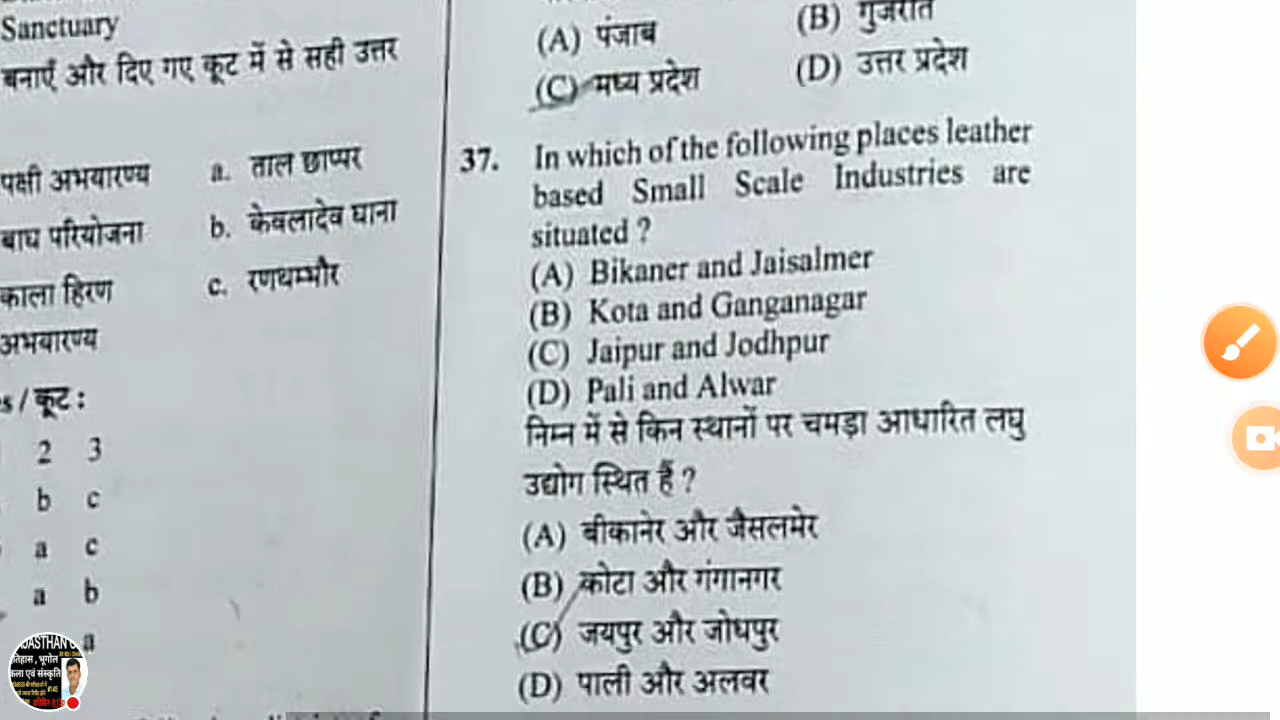 Sanctuary
बनाएँ और दिए गए कूट में से सही उत्तर
पक्षी अभयारण्य a. ताल छाप्पर
बाघ परियोजना b. केवलादेव घाना
काला हिरण c. रणथम्भौर
अभयारण्य
/ कूट :
2 3
b c
a c
a b
a
(A) पंजाब (B) गुजरात
(C) मध्य प्रदेश (D) उत्तर प्रदेश
37. In which of the following places leather
based Small Scale Industries are
situated ?
(A) Bikaner and Jaisalmer
(B) Kota and Ganganagar
(C) Jaipur and Jodhpur
(D) Pali and Alwar
निम्न में से किन स्थानों पर चमड़ा आधारित लघु
उद्योग स्थित हैं ?
(A) बीकानेर और जैसलमेर
(B) कोटा और गंगानगर
(C) जयपुर और जोधपुर
(D) पाली और अलवर